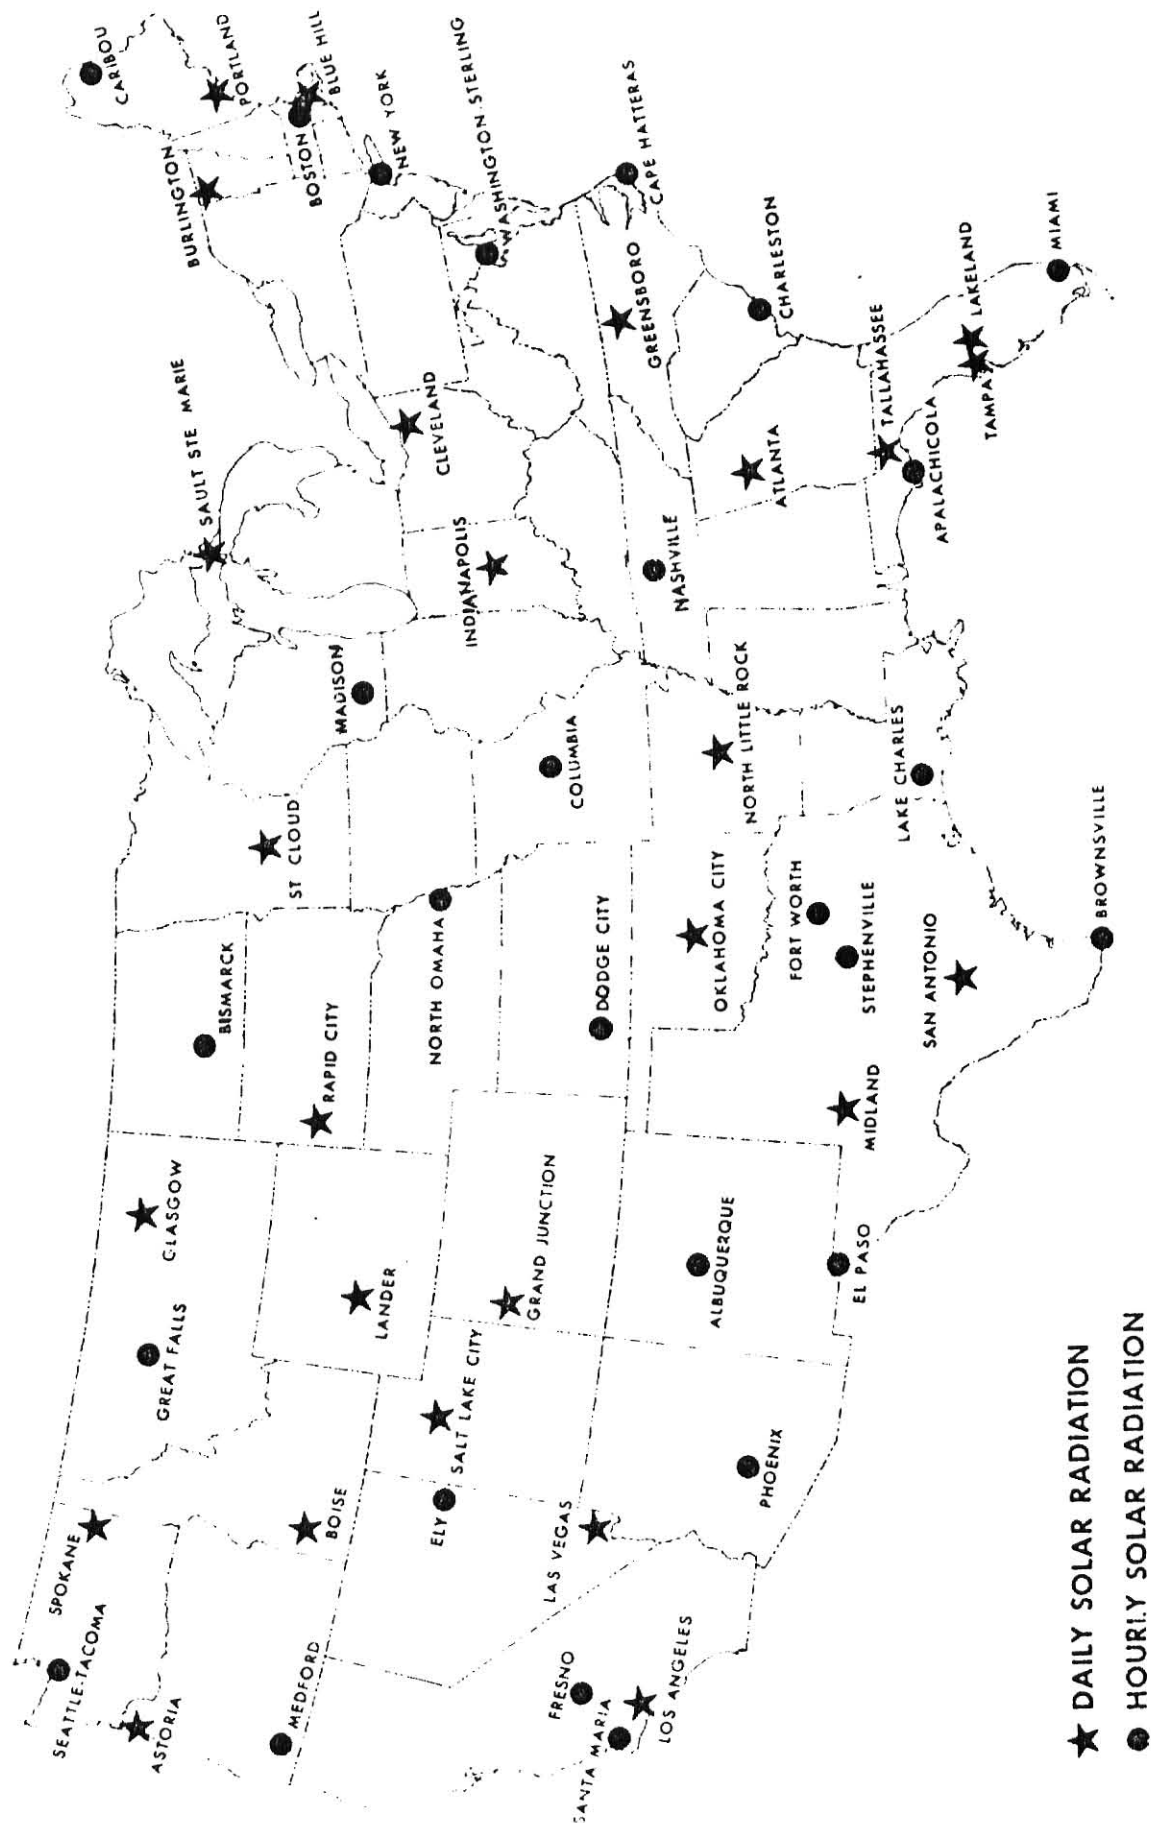 SEATTLE-TACOMA
SPOKANE
ASTORIA
MEDFORD
BOISE
GREAT FALLS
GLASGOW
LANDER
ELY
SALT LAKE CITY
GRAND JUNCTION
LAS VEGAS
FRESNO
SANTA MARIA
LOS ANGELES
PHOENIX
ALBUQUERQUE
EL PASO
BISMARCK
RAPID CITY
NORTH OMAHA
DODGE CITY
OKLAHOMA CITY
FORT WORTH
STEPHENVILLE
MIDLAND
SAN ANTONIO
BROWNSVILLE
ST CLOUD
MADISON
COLUMBIA
NORTH LITTLE ROCK
LAKE CHARLES
SAULT STE MARIE
INDIANAPOLIS
CLEVELAND
NASHVILLE
ATLANTA
TALLAHASSEE
APALACHICOLA
TAMPA
LAKELAND
MIAMI
CHARLESTON
GREENSBORO
CAPE HATTERAS
WASHINGTON-STERLING
NEW YORK
BURLINGTON
BOSTON
BLUE HILL
PORTLAND
CARIBOU
★ DAILY SOLAR RADIATION
● HOURLY SOLAR RADIATION